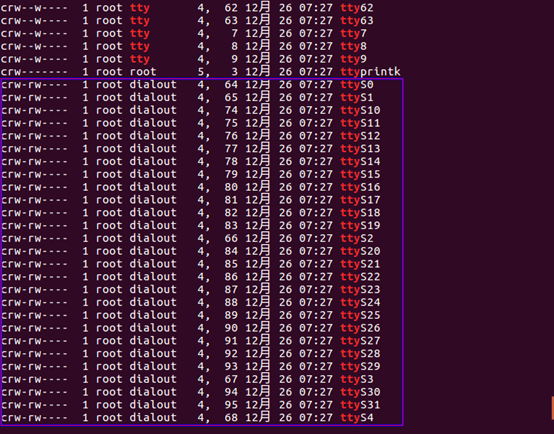 crw--w---- 1 root tty 4, 62 12月 26 07:27 tty62
crw--w---- 1 root tty 4, 63 12月 26 07:27 tty63
crw--w---- 1 root tty 4, 7 12月 26 07:27 tty7
crw--w---- 1 root tty 4, 8 12月 26 07:27 tty8
crw--w---- 1 root tty 4, 9 12月 26 07:27 tty9
crw------- 1 root root 5, 3 12月 26 07:27 ttyprintk
crw-rw---- 1 root dialout 4, 64 12月 26 07:27 ttyS0
crw-rw---- 1 root dialout 4, 65 12月 26 07:27 ttyS1
crw-rw---- 1 root dialout 4, 74 12月 26 07:27 ttyS10
crw-rw---- 1 root dialout 4, 75 12月 26 07:27 ttyS11
crw-rw---- 1 root dialout 4, 76 12月 26 07:27 ttyS12
crw-rw---- 1 root dialout 4, 77 12月 26 07:27 ttyS13
crw-rw---- 1 root dialout 4, 78 12月 26 07:27 ttyS14
crw-rw---- 1 root dialout 4, 79 12月 26 07:27 ttyS15
crw-rw---- 1 root dialout 4, 80 12月 26 07:27 ttyS16
crw-rw---- 1 root dialout 4, 81 12月 26 07:27 ttyS17
crw-rw---- 1 root dialout 4, 82 12月 26 07:27 ttyS18
crw-rw---- 1 root dialout 4, 83 12月 26 07:27 ttyS19
crw-rw---- 1 root dialout 4, 66 12月 26 07:27 ttyS2
crw-rw---- 1 root dialout 4, 84 12月 26 07:27 ttyS20
crw-rw---- 1 root dialout 4, 85 12月 26 07:27 ttyS21
crw-rw---- 1 root dialout 4, 86 12月 26 07:27 ttyS22
crw-rw---- 1 root dialout 4, 87 12月 26 07:27 ttyS23
crw-rw---- 1 root dialout 4, 88 12月 26 07:27 ttyS24
crw-rw---- 1 root dialout 4, 89 12月 26 07:27 ttyS25
crw-rw---- 1 root dialout 4, 90 12月 26 07:27 ttyS26
crw-rw---- 1 root dialout 4, 91 12月 26 07:27 ttyS27
crw-rw---- 1 root dialout 4, 92 12月 26 07:27 ttyS28
crw-rw---- 1 root dialout 4, 93 12月 26 07:27 ttyS29
crw-rw---- 1 root dialout 4, 67 12月 26 07:27 ttyS3
crw-rw---- 1 root dialout 4, 94 12月 26 07:27 ttyS30
crw-rw---- 1 root dialout 4, 95 12月 26 07:27 ttyS31
crw-rw---- 1 root dialout 4, 68 12月 26 07:27 ttyS4